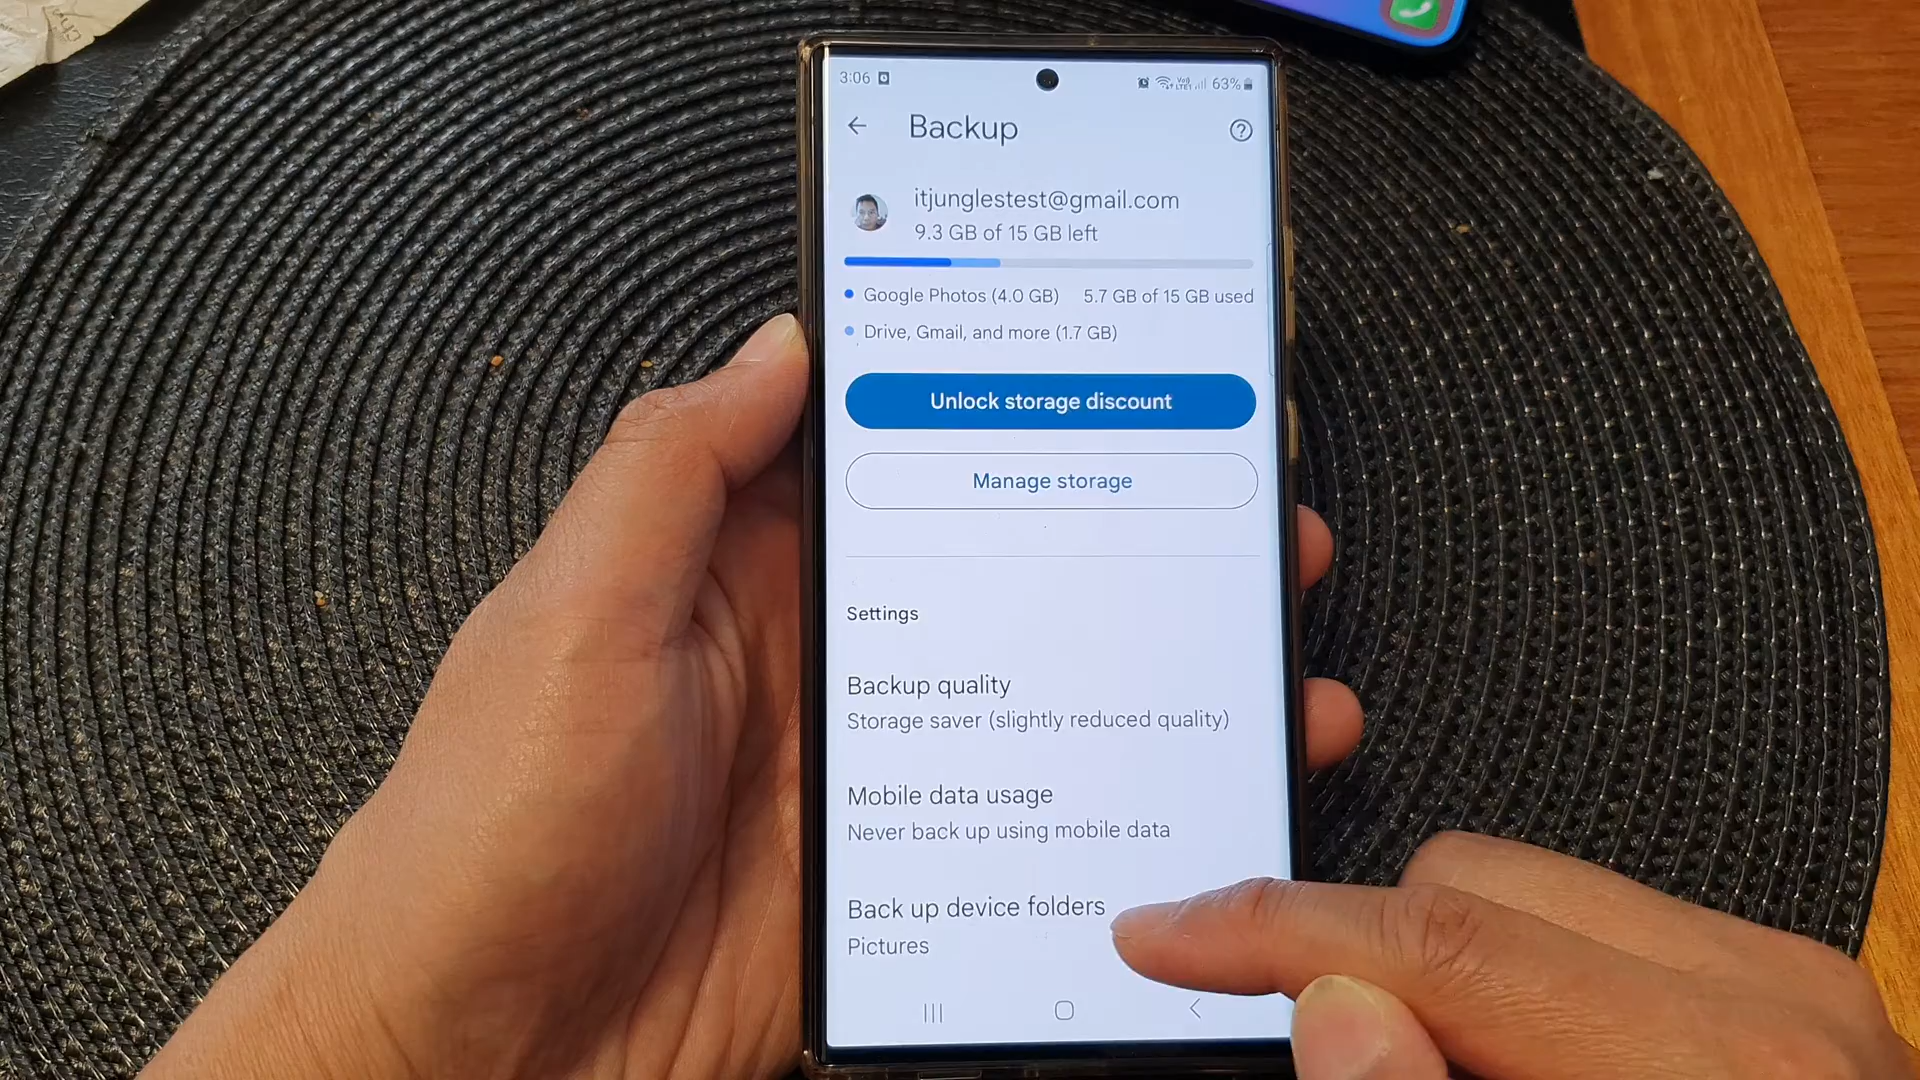 3:06 63%
Backup
itjunglestest@gmail.com
9.3 GB of 15 GB left
Google Photos (4.0 GB) 5.7 GB of 15 GB used
Drive, Gmail, and more (1.7 GB)
Unlock storage discount
Manage storage
Settings
Backup quality
Storage saver (slightly reduced quality)
Mobile data usage
Never back up using mobile data
Back up device folders
Pictures